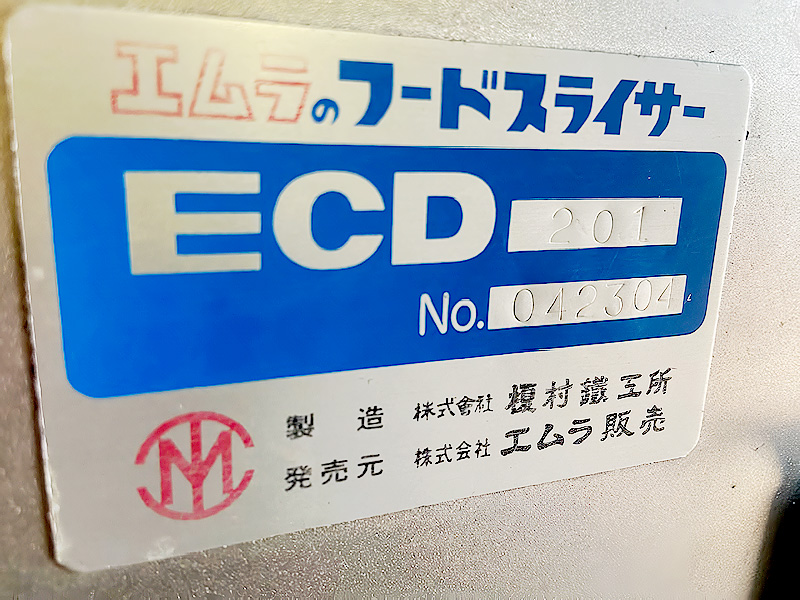 エムラのフードスライサー
ECD 201
No. 042304
製造 株式會社 榎村鐵工所
発売元 株式会社 エムラ販売